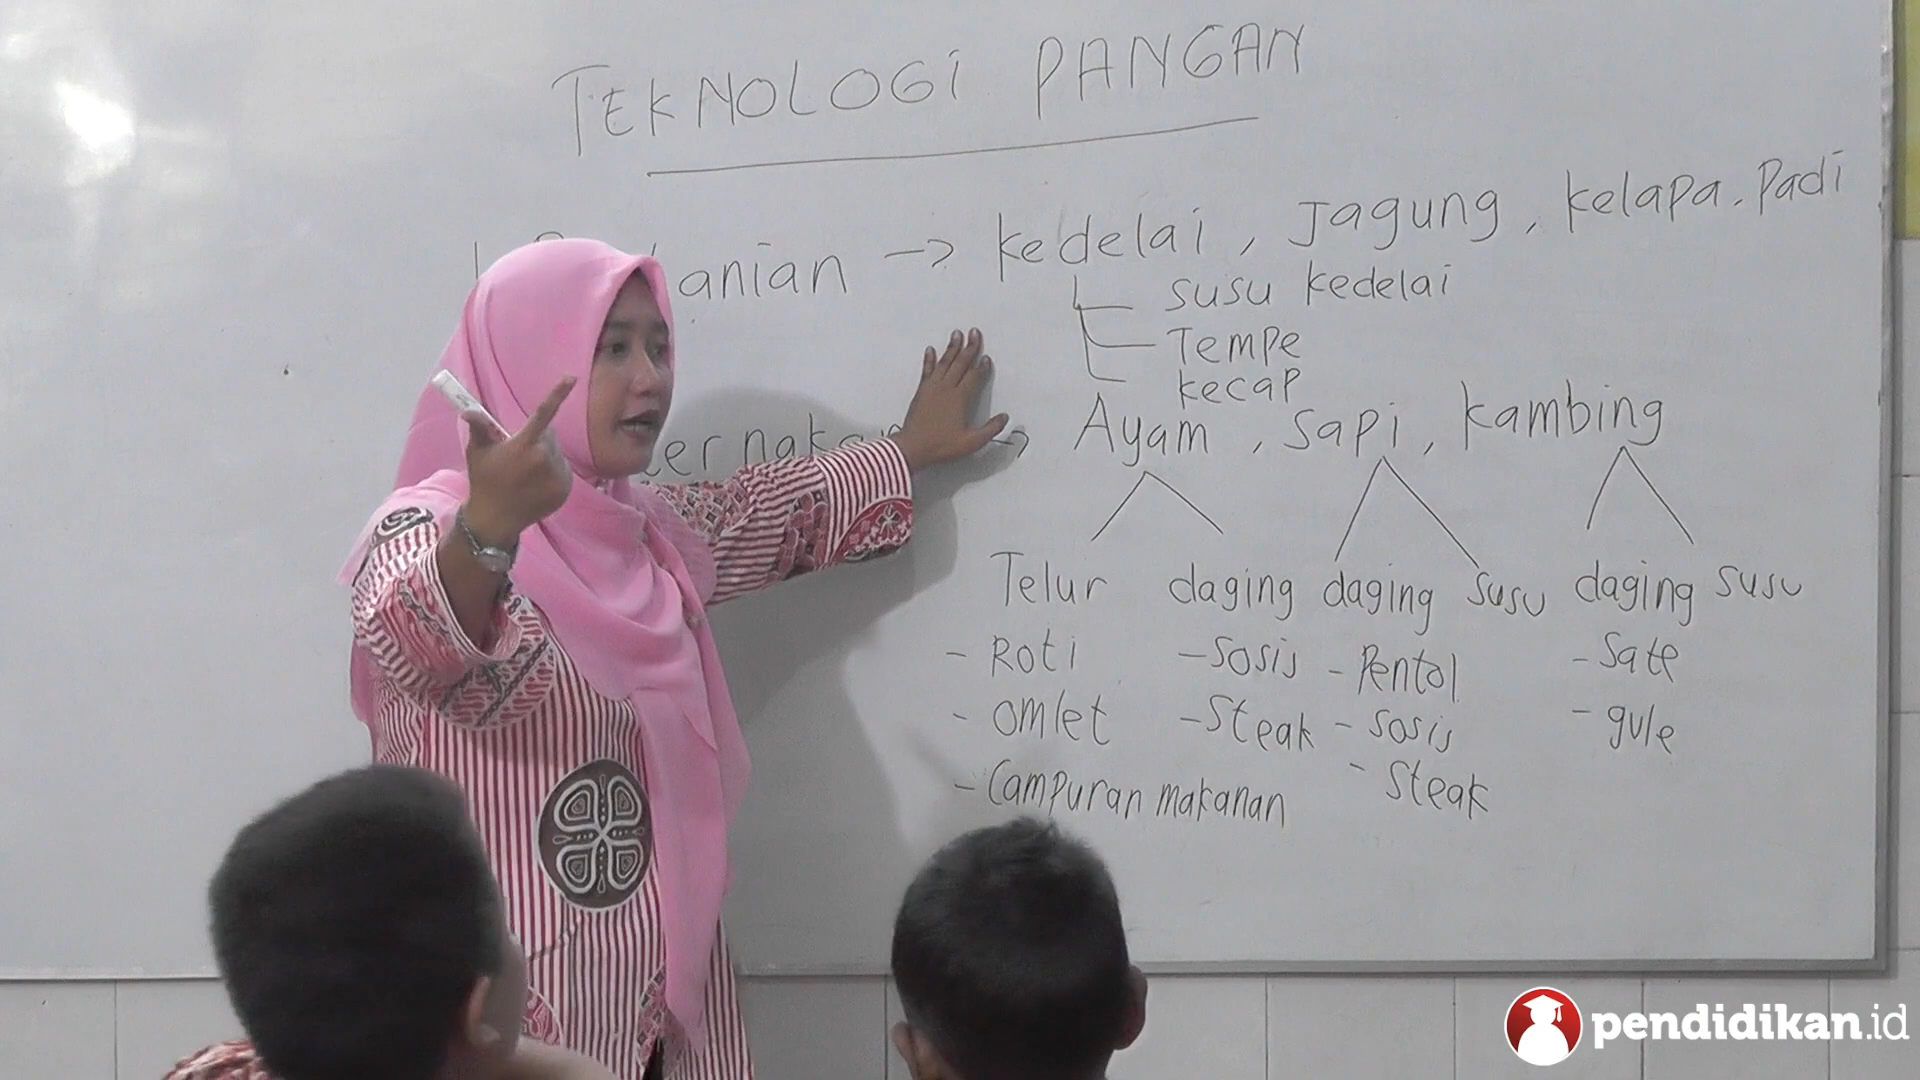 TEKNOLOGI PANGAN
anian → kedelai, Jagung, kelapa, Padi
susu kedelai
Tempe
kecap
→ Ayam, sapi, kambing
Telur daging daging susu daging susu
- Roti - sosis - Pentol - Sate
- omlet - Steak - sosis - gule
- Campuran makanan - Steak
pendidikan.id